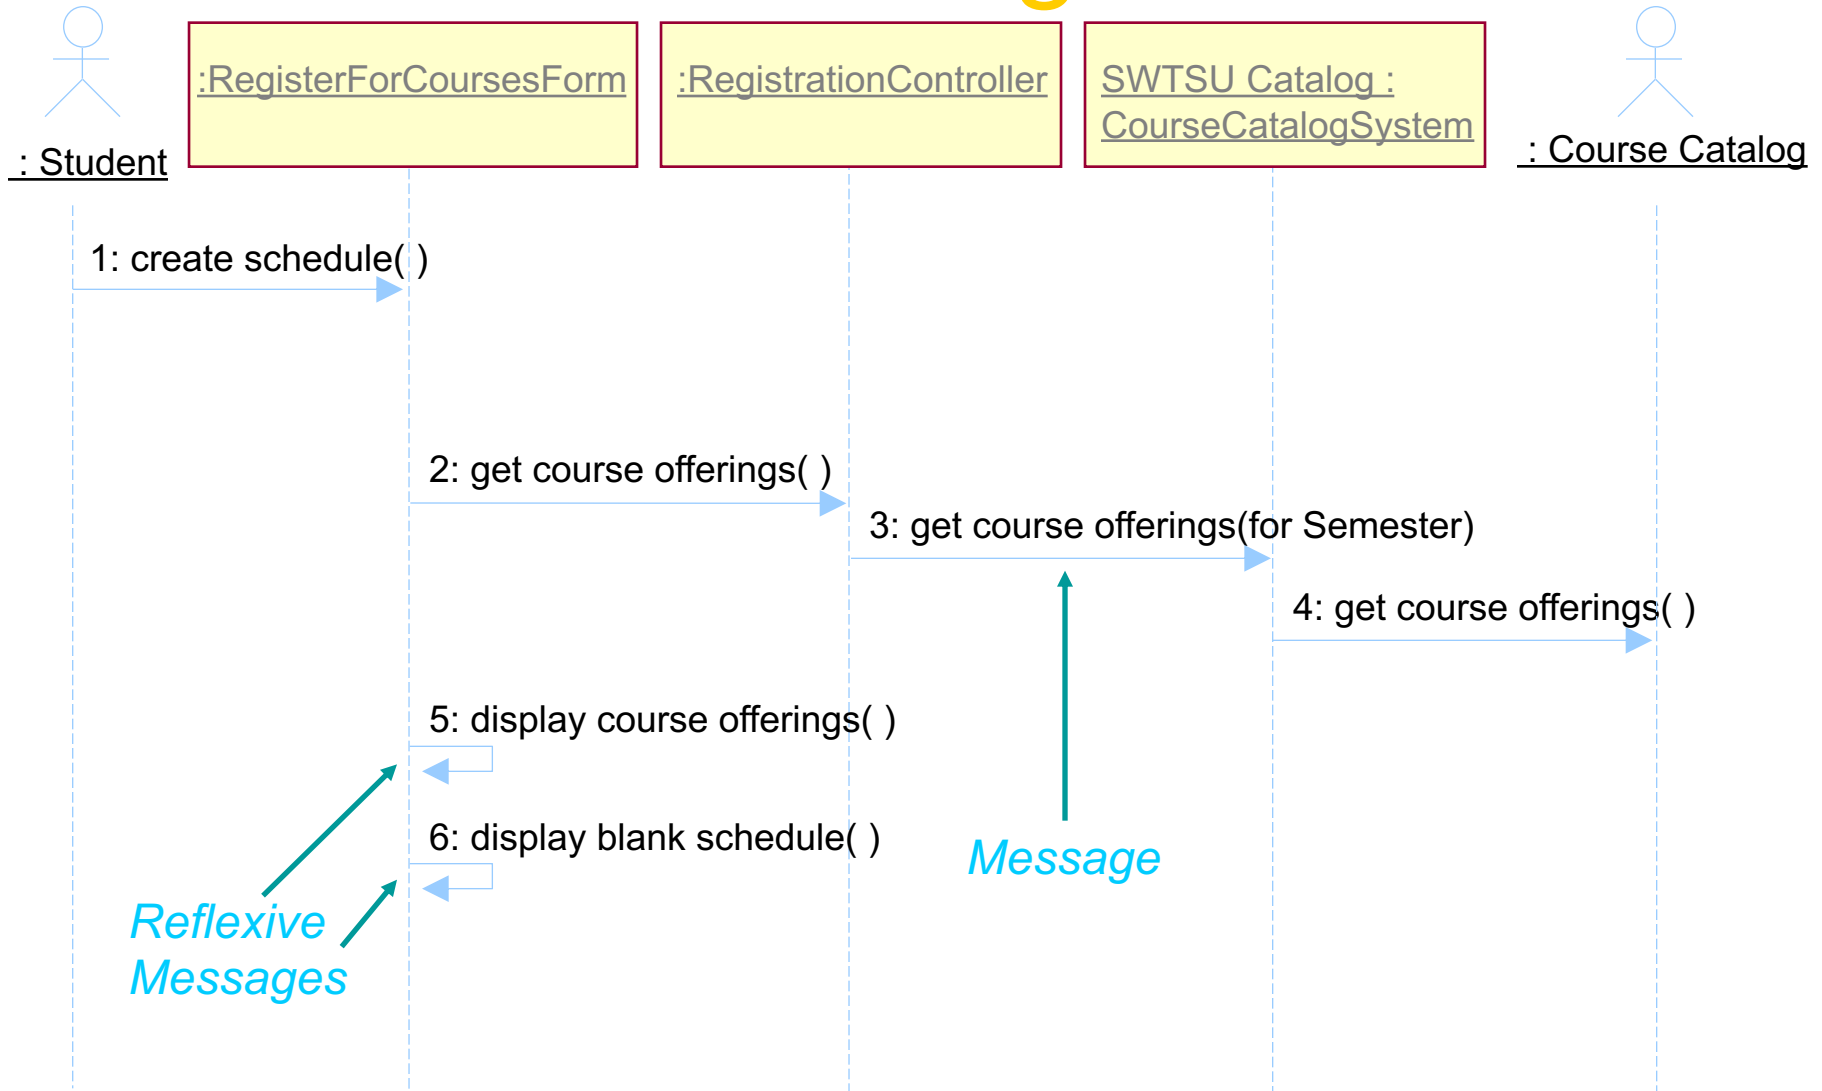 :RegisterForCoursesForm
:RegistrationController
SWTSU Catalog :
CourseCatalogSystem
: Student
: Course Catalog
1: create schedule( )
2: get course offerings( )
3: get course offerings(for Semester)
4: get course offerings( )
5: display course offerings( )
6: display blank schedule( )
Message
Reflexive
Messages